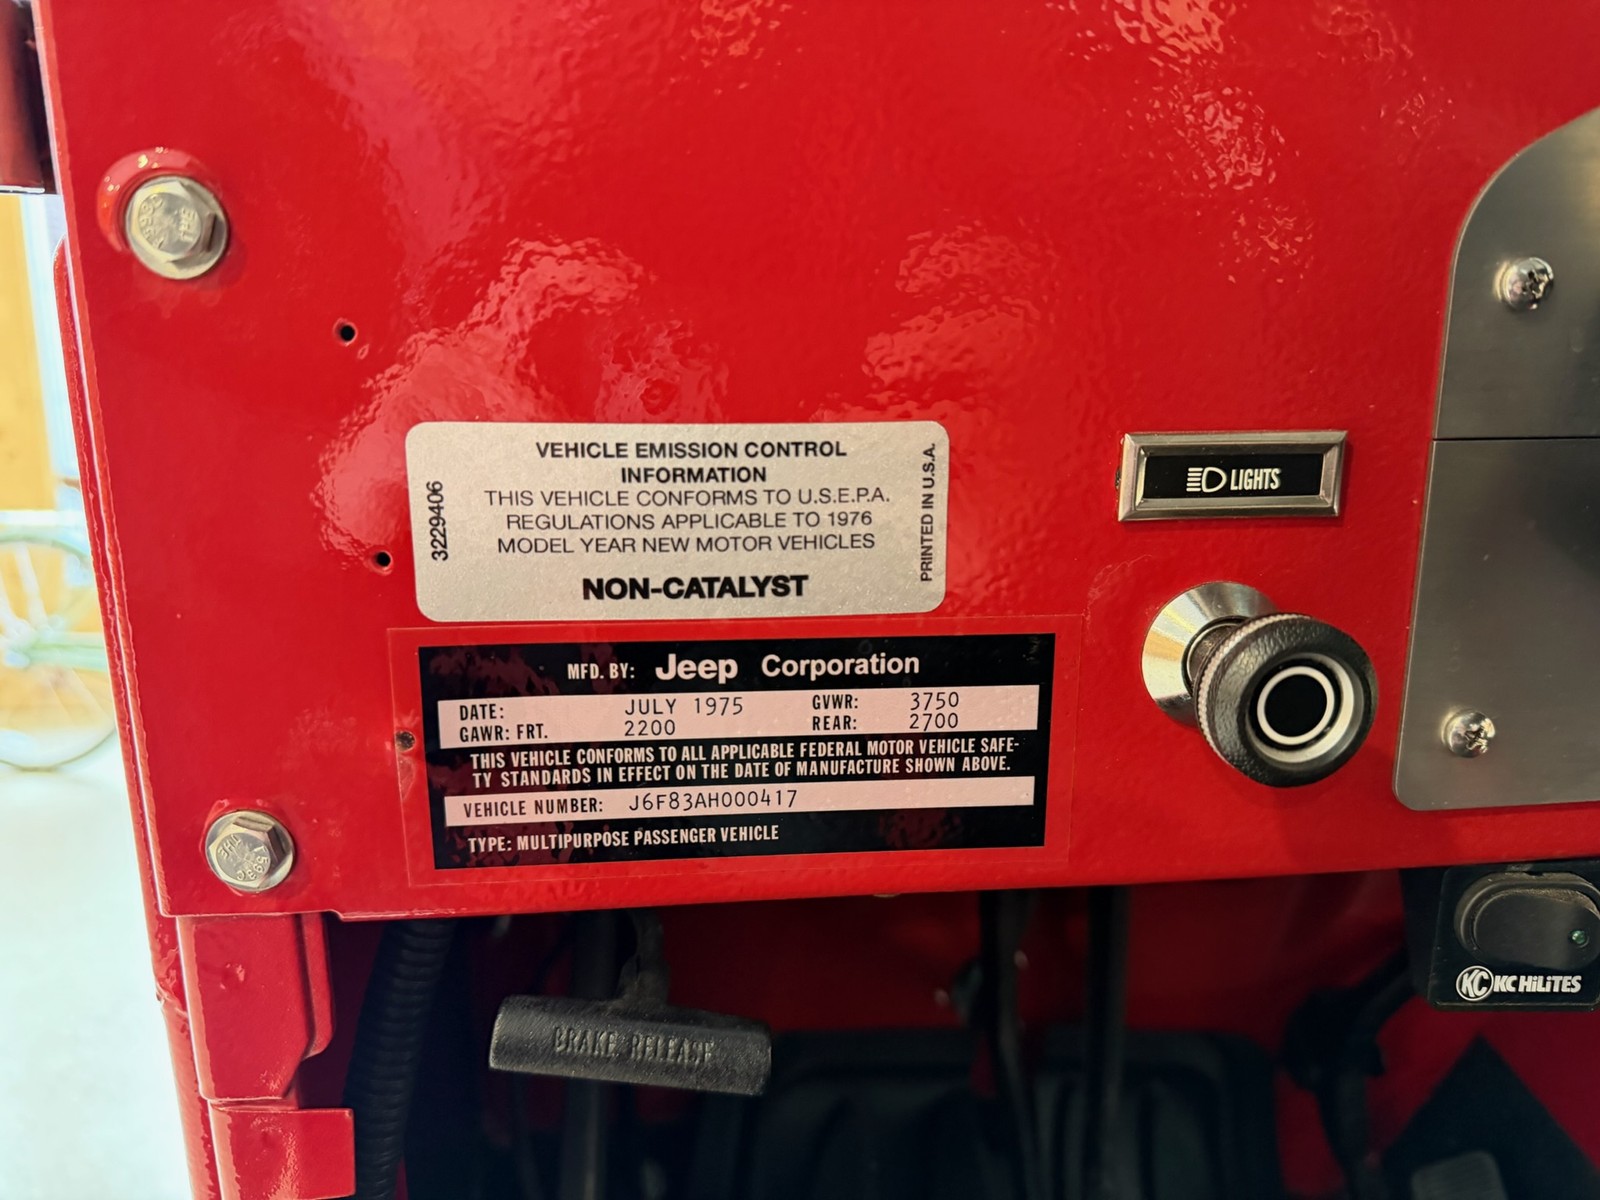 VEHICLE EMISSION CONTROL
INFORMATION
THIS VEHICLE CONFORMS TO U.S.E.P.A.
REGULATIONS APPLICABLE TO 1976
MODEL YEAR NEW MOTOR VEHICLES
NON-CATALYST
3229406
PRINTED IN U.S.A.
LIGHTS
MFD. BY: Jeep Corporation
DATE: JULY 1975 GVWR: 3750
GAWR: FRT. 2200 REAR: 2700
THIS VEHICLE CONFORMS TO ALL APPLICABLE FEDERAL MOTOR VEHICLE SAFE-
TY STANDARDS IN EFFECT ON THE DATE OF MANUFACTURE SHOWN ABOVE.
VEHICLE NUMBER: J6F83AH000417
TYPE: MULTIPURPOSE PASSENGER VEHICLE
KC KC HiLiTES
BRAKE RELEASE